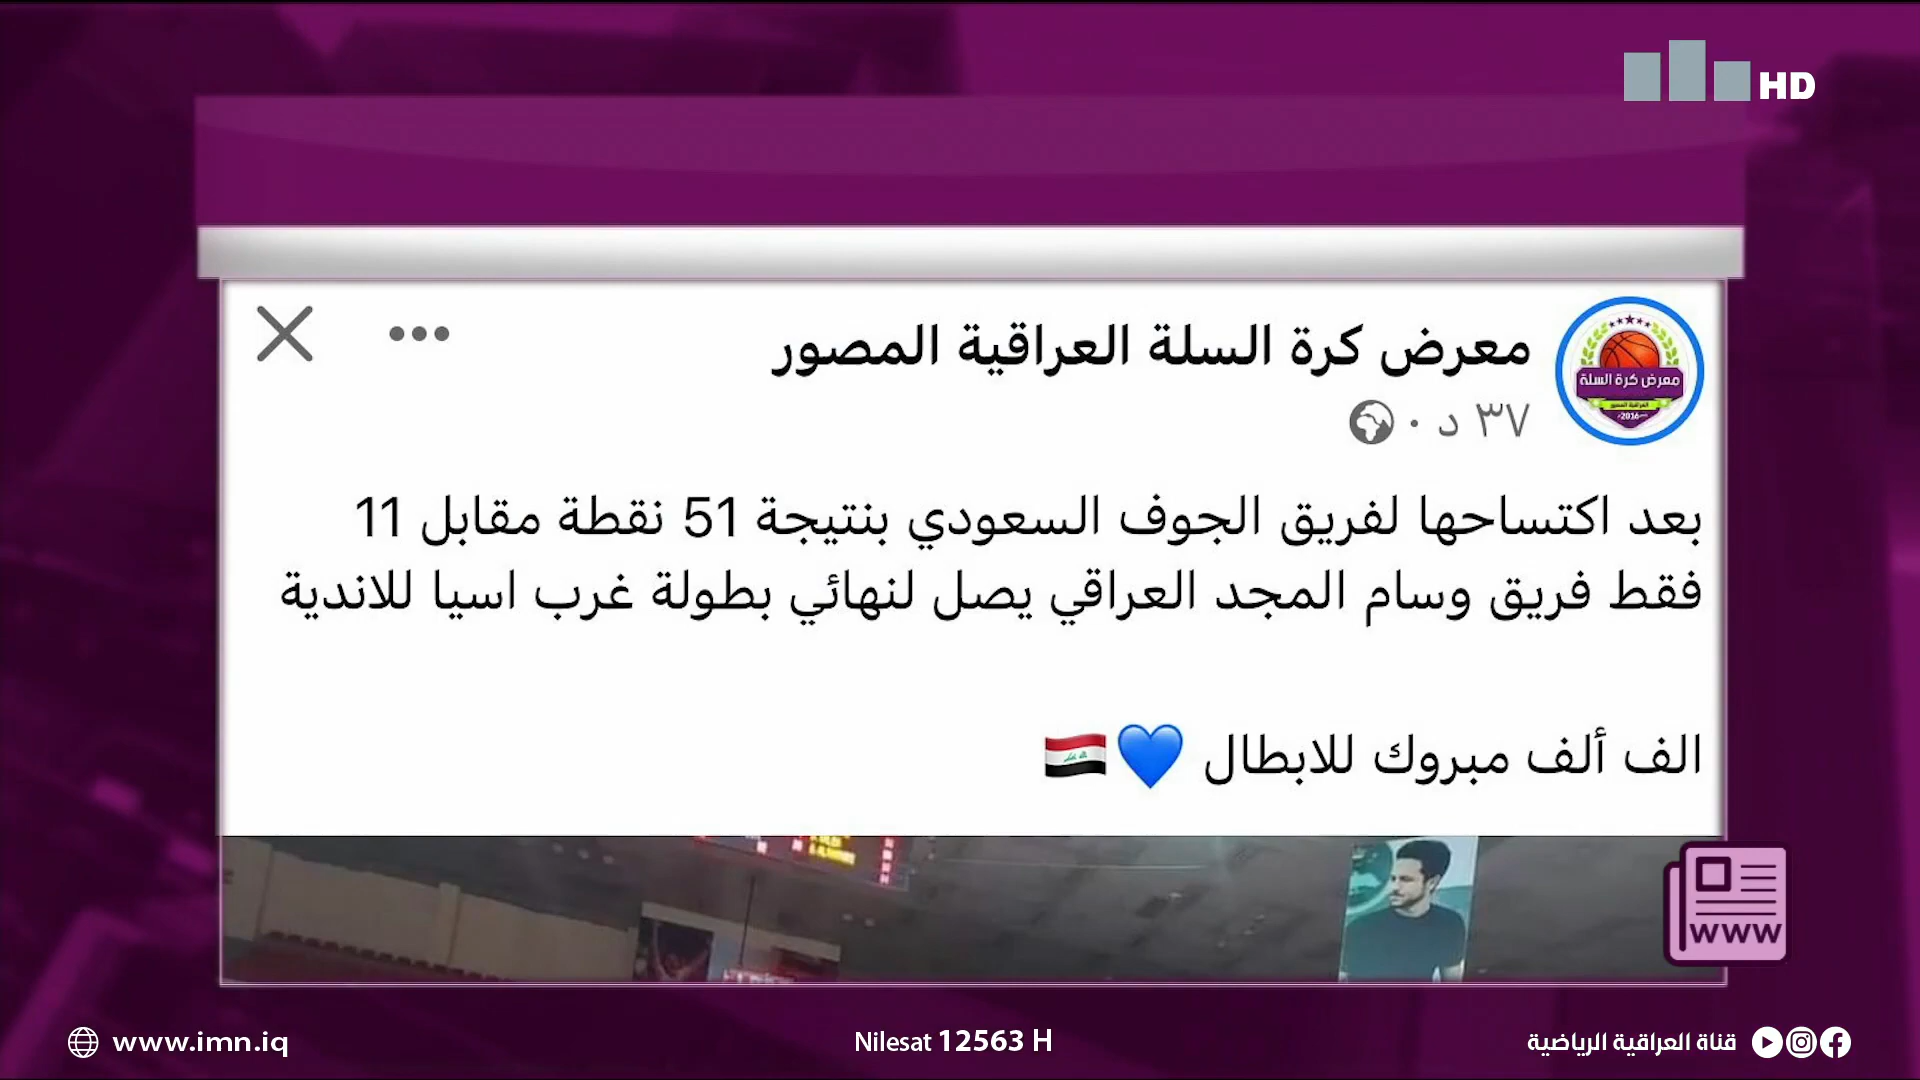 HD
معرض كرة السلة العراقية المصور
معرض كرة السلة
2016
٣٧ د ·
بعد اكتساحها لفريق الجوف السعودي بنتيجة 51 نقطة مقابل 11
فقط فريق وسام المجد العراقي يصل لنهائي بطولة غرب اسيا للاندية
الف ألف مبروك للابطال 💙🇮🇶
www
www.imn.iq
Nilesat 12563 H
قناة العراقية الرياضية